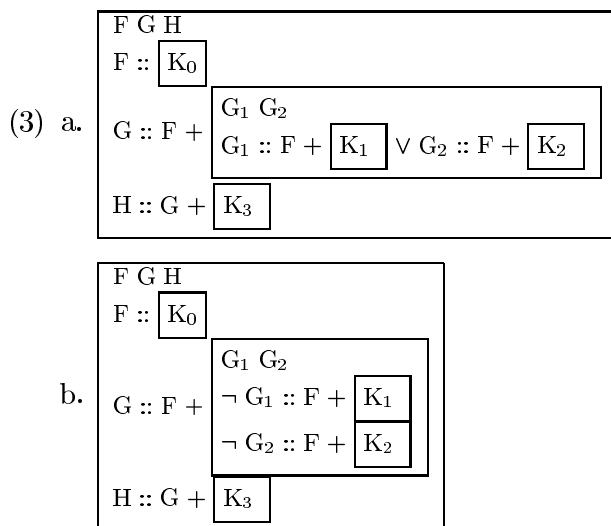 (3) a.
F G H
F :: K₀
G :: F +
G₁ G₂
G₁ :: F + K₁ ∨ G₂ :: F + K₂
H :: G + K₃
b.
F G H
F :: K₀
G :: F +
G₁ G₂
¬ G₁ :: F + K₁
¬ G₂ :: F + K₂
H :: G + K₃